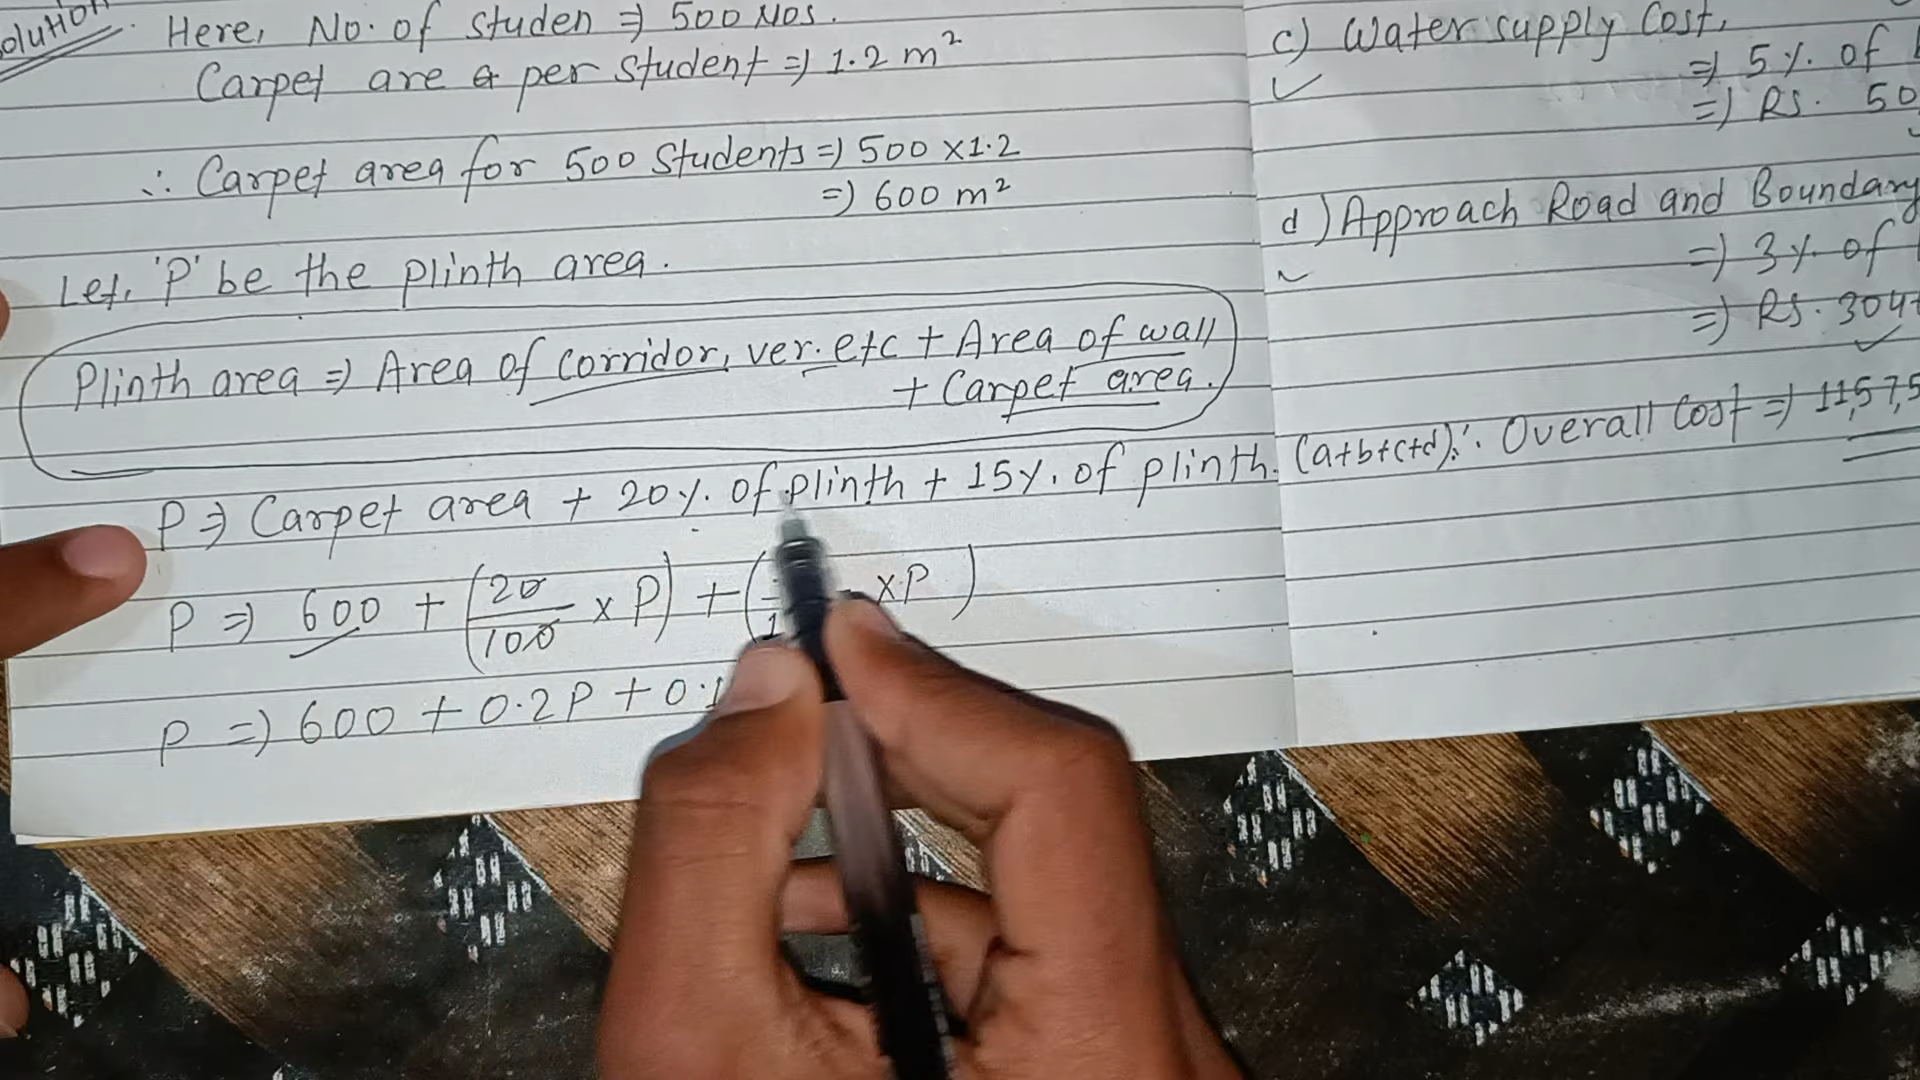 Solution
Here, No. of studen ⇒ 500 Nos.
Carpet are a per student ⇒ 1.2 m²
∴ Carpet area for 500 students ⇒ 500 x1.2
⇒ 600 m²
Let, 'P' be the plinth area.
Plinth area ⇒ Area of corridor, ver. etc + Area of wall
+ Carpet area.
P ⇒ Carpet area + 20%. of plinth + 15%. of plinth.
P ⇒ 600 + (20/100 x P) + ( x P )
P ⇒ 600 + 0.2P + 0.1
c) Water supply Cost,
⇒ 5%. of
⇒ Rs. 50
d) Approach Road and Boundary
⇒ 3%. of
⇒ Rs. 304
(a+b+c+d) ∴ Overall Cost ⇒ 11,57,5